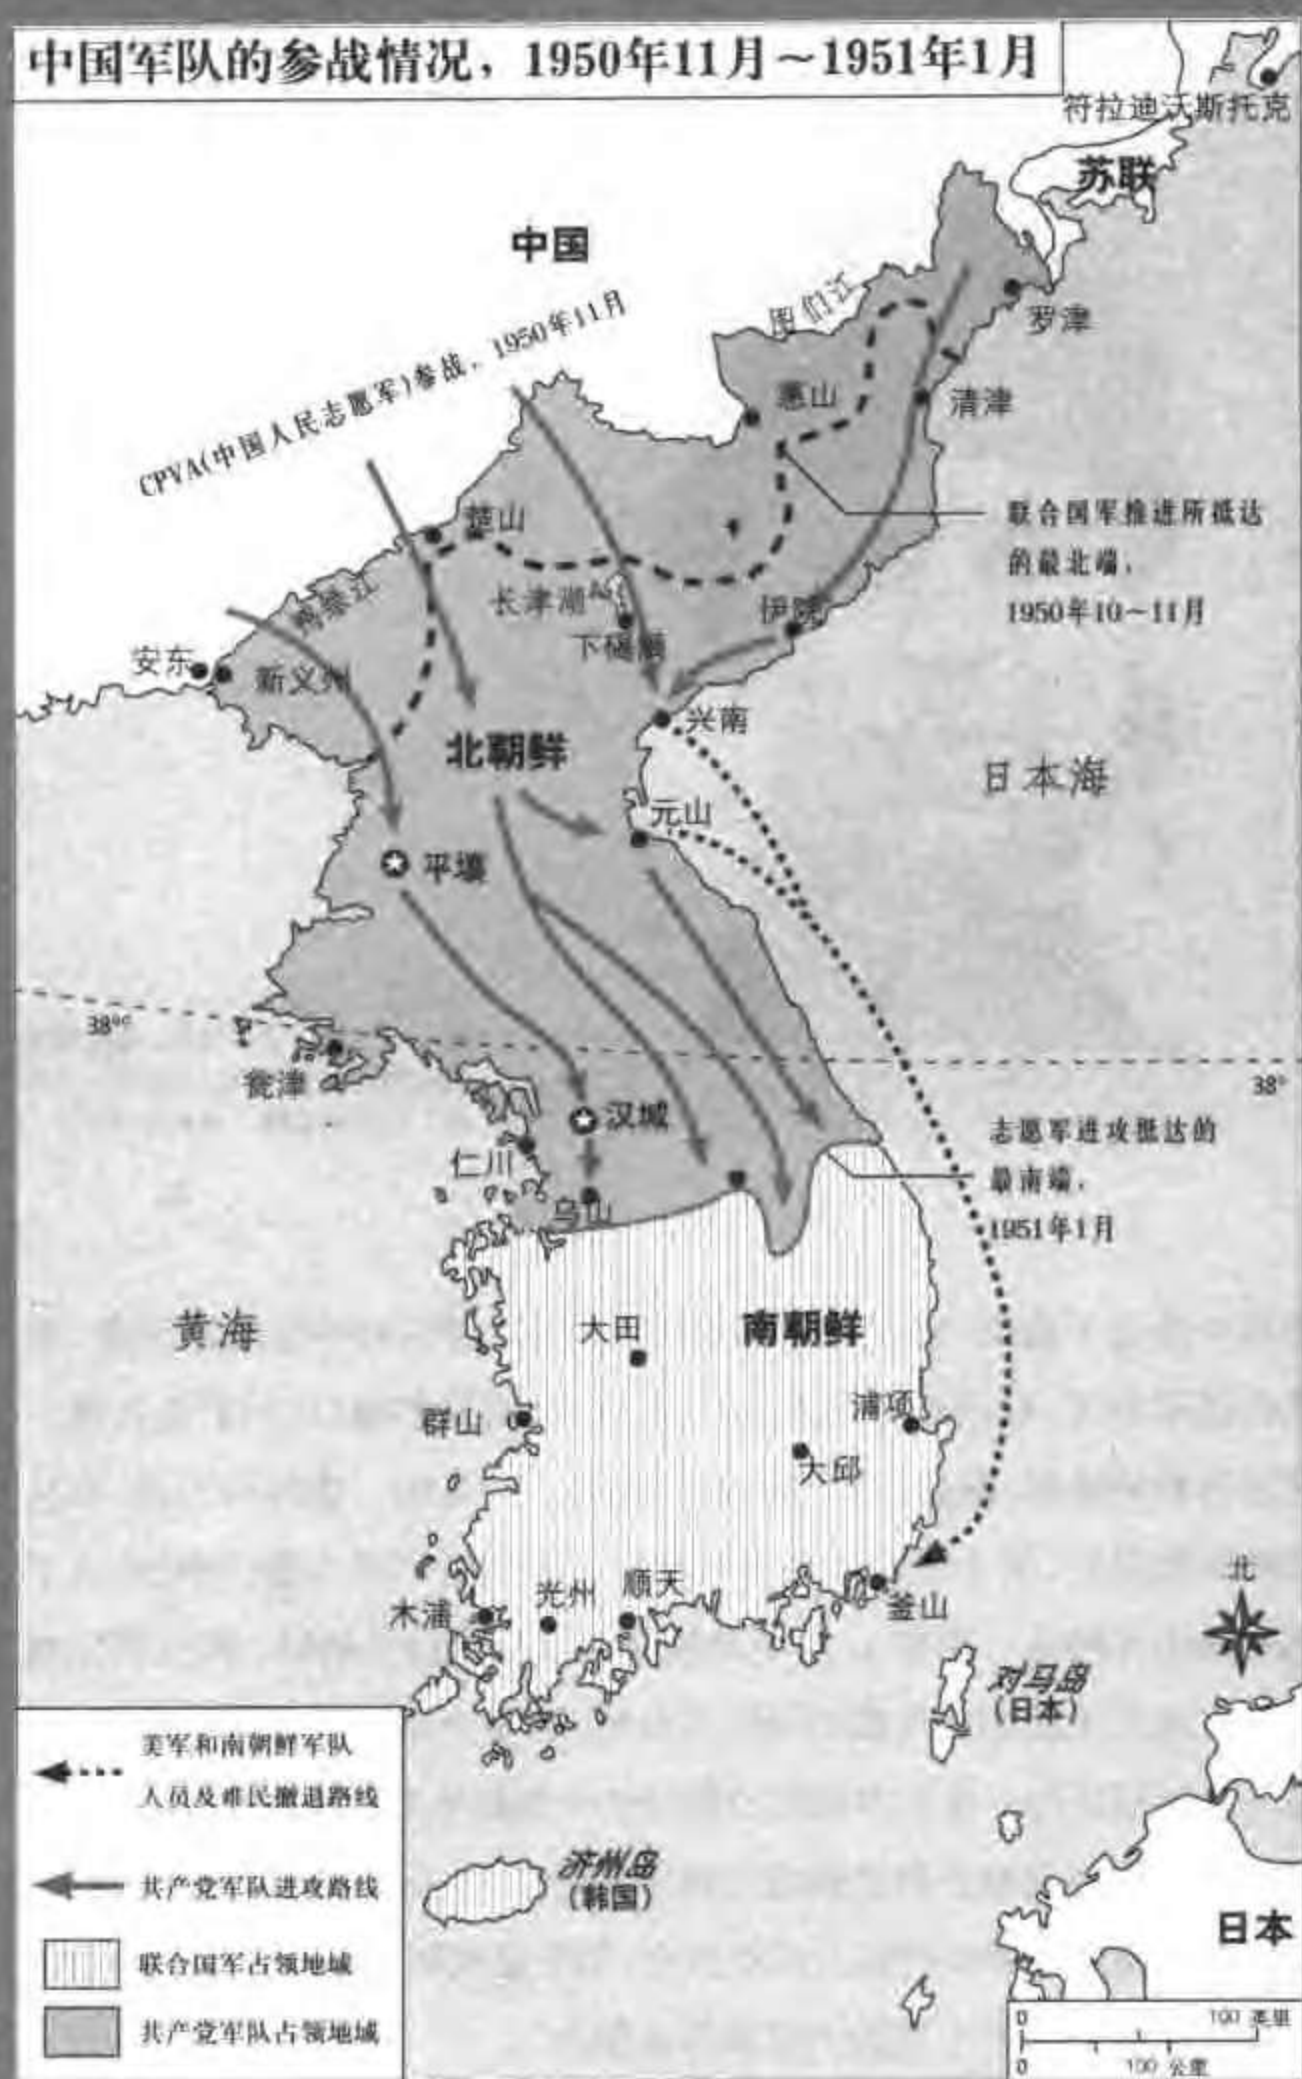 中国军队的参战情况，1950年11月～1951年1月
符拉迪沃斯托克
苏联
中国
图们江
罗津
CPVA(中国人民志愿军)参战，1950年11月
惠山
清津
楚山
联合国军推进所抵达
的最北端，
1950年10～11月
鸭绿江
长津湖
伊院
下碣隅
安东
新义州
兴南
北朝鲜
日本海
元山
平壤
38°
瓮津
38°
汉城
志愿军进攻抵达的
最南端，
1951年1月
仁川
乌山
黄海
大田
南朝鲜
群山
浦项
大邱
北
木浦
光州
顺天
釜山
对马岛
(日本)
美军和南朝鲜军队
人员及难民撤退路线
济州岛
(韩国)
共产党军队进攻路线
日本
联合国军占领地域
共产党军队占领地域
0 100 英里
0 100 公里